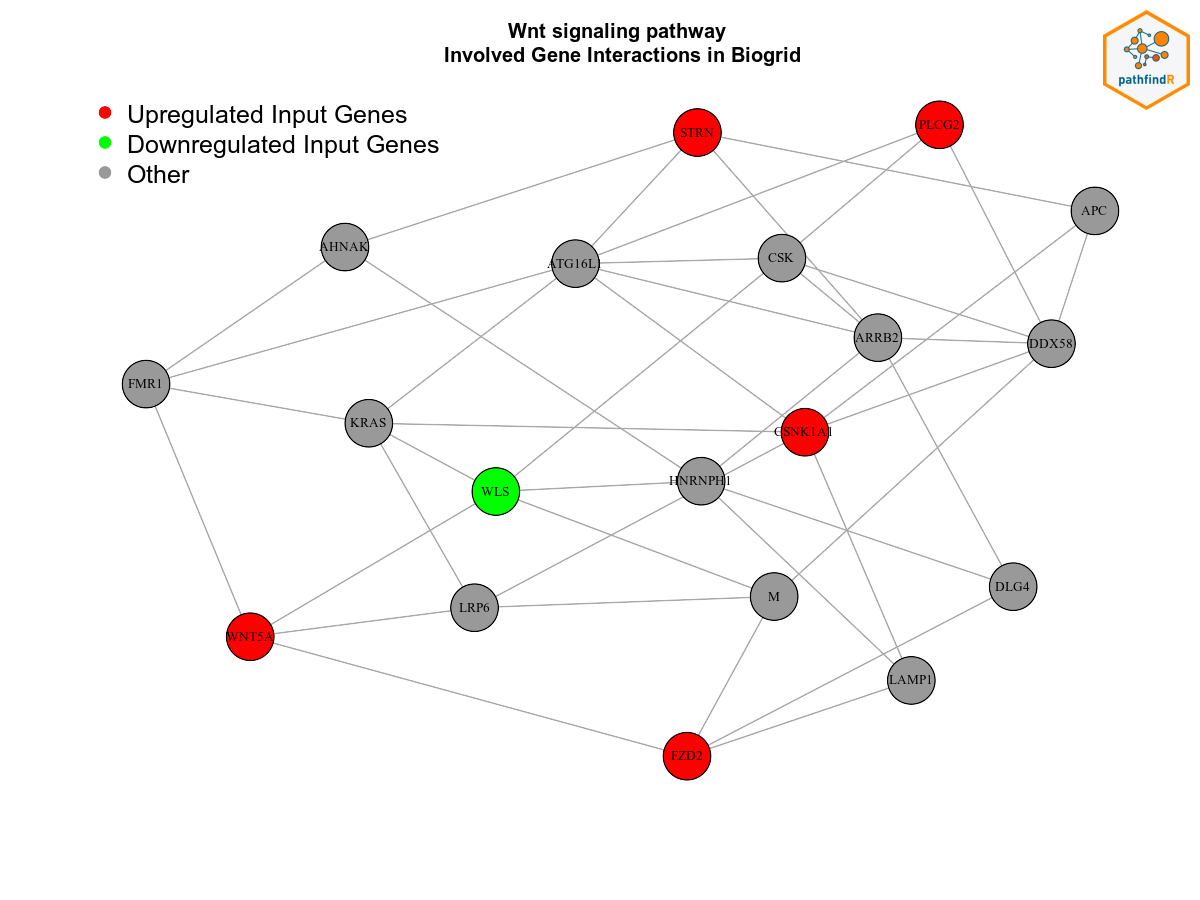 Wnt signaling pathway
Involved Gene Interactions in Biogrid
pathfindR
Upregulated Input Genes
Downregulated Input Genes
Other
STRN
PLCG2
APC
AHNAK
ATG16L1
CSK
ARRB2
DDX58
FMR1
KRAS
CSNK1A1
WLS
HNRNPH1
LRP6
M
DLG4
WNT5A
LAMP1
FZD2